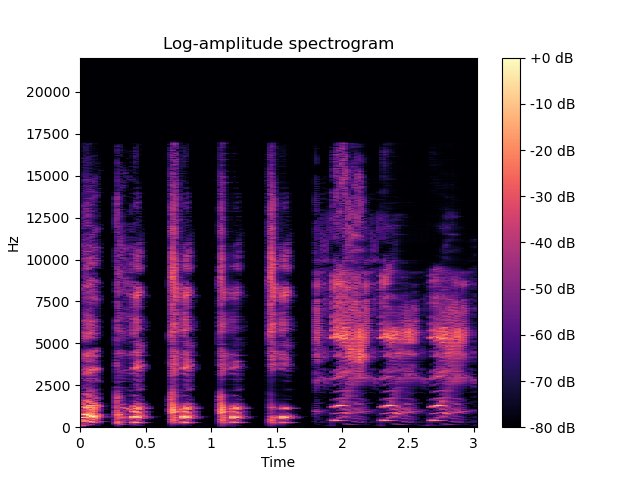 Log-amplitude spectrogram
Hz
20000
17500
15000
12500
10000
7500
5000
2500
0
0 0.5 1 1.5 2 2.5 3
Time
+0 dB
-10 dB
-20 dB
-30 dB
-40 dB
-50 dB
-60 dB
-70 dB
-80 dB